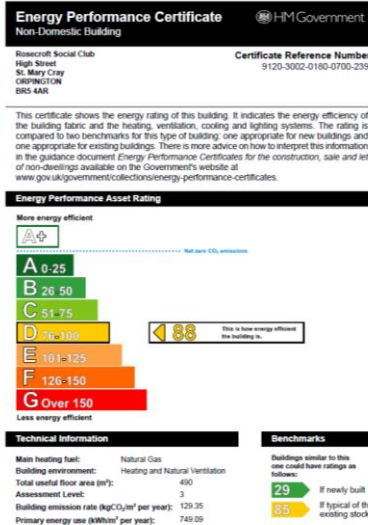 Energy Performance Certificate
HM Government
Non-Domestic Building
Rosecroft Social Club
High Street
St. Mary Cray
ORPINGTON
BR5 4AR
Certificate Reference Number
9120-3002-0180-0700-239
This certificate shows the energy rating of this building. It indicates the energy efficiency of
the building fabric and the heating, ventilation, cooling and lighting systems. The rating is
compared to two benchmarks for this type of building: one appropriate for new buildings and
one appropriate for existing buildings. There is more advice on how to interpret this information
in the guidance document Energy Performance Certificates for the construction, sale and let
of non-dwellings available on the Government's website at
www.gov.uk/government/collections/energy-performance-certificates.
Energy Performance Asset Rating
More energy efficient
A+
Net zero CO₂ emissions
A 0-25
B 26-50
C 51-75
D 76-100
88
This is how energy efficient
the building is.
E 101-125
F 126-150
G Over 150
Less energy efficient
Technical Information
Main heating fuel: Natural Gas
Building environment: Heating and Natural Ventilation
Total useful floor area (m²): 490
Assessment Level: 3
Building emission rate (kgCO₂/m² per year): 129.35
Primary energy use (kWh/m² per year): 749.09
Benchmarks
Buildings similar to this
one could have ratings as
follows:
29 If newly built
85 If typical of th
existing stock